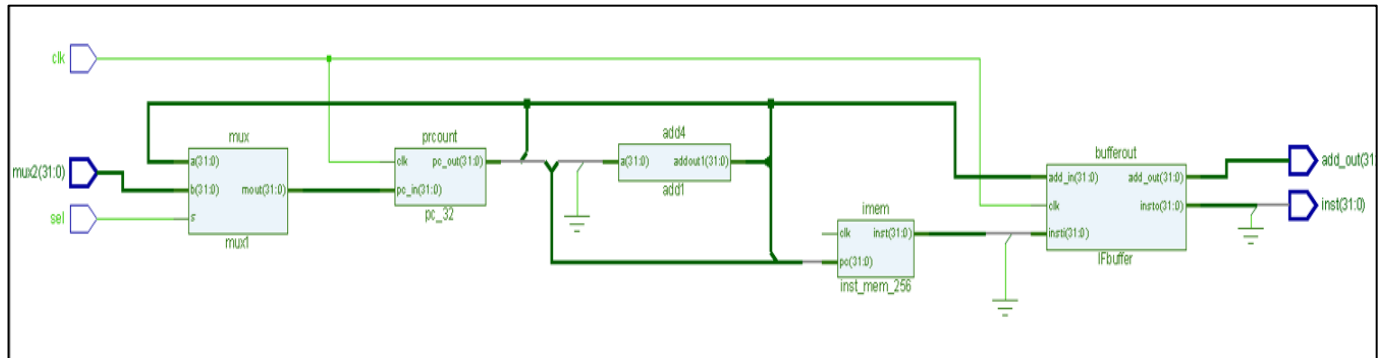 clk
mux2(31:0)
sel
mux
a(31:0)
b(31:0)
mout(31:0)
s
mux1
prcount
clk
pc_out(31:0)
pc_in(31:0)
pc_32
add4
a(31:0)
addout1(31:0)
add1
imem
clk
inst(31:0)
pc(31:0)
inst_mem_256
bufferout
add_in(31:0)
add_out(31:0)
clk
insto(31:0)
insti(31:0)
IFbuffer
add_out(31
inst(31:0)